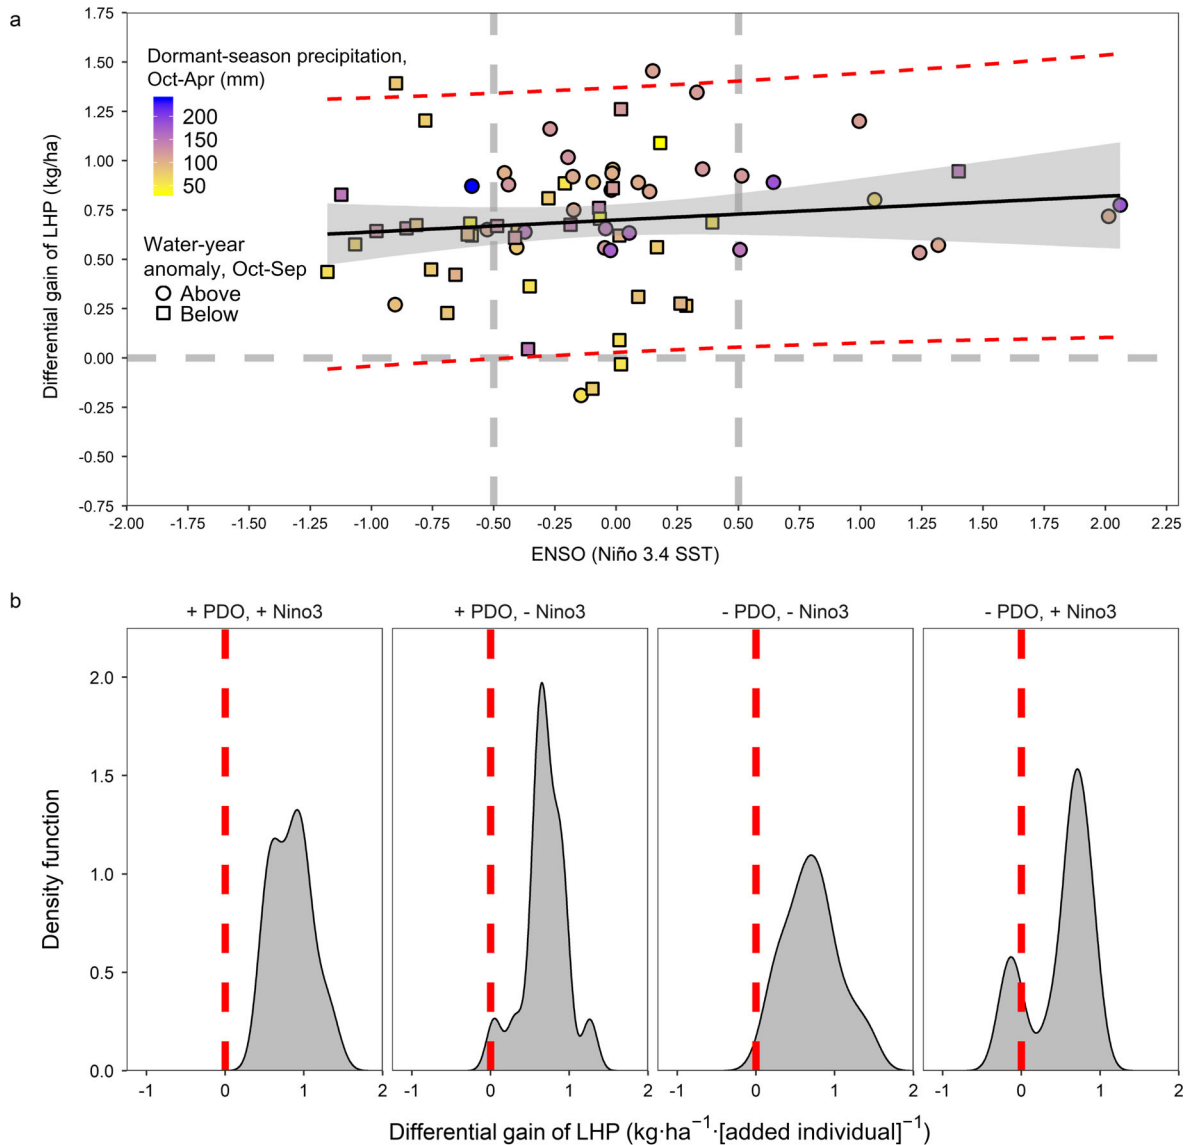 a
Dormant-season precipitation,
Oct-Apr (mm)
200
150
100
50
Water-year
anomaly, Oct-Sep
Above
Below
Differential gain of LHP (kg/ha)
1.75
1.50
1.25
1.00
0.75
0.50
0.25
0.00
-0.25
-0.50
-0.75
-2.00 -1.75 -1.50 -1.25 -1.00 -0.75 -0.50 -0.25 0.00 0.25 0.50 0.75 1.00 1.25 1.50 1.75 2.00 2.25
ENSO (Niño 3.4 SST)
b
+ PDO, + Nino3 + PDO, - Nino3 - PDO, - Nino3 - PDO, + Nino3
Density function
2.0
1.5
1.0
0.5
0.0
-1 0 1 2 -1 0 1 2 -1 0 1 2 -1 0 1 2
Differential gain of LHP (kg·ha⁻¹·[added individual]⁻¹)